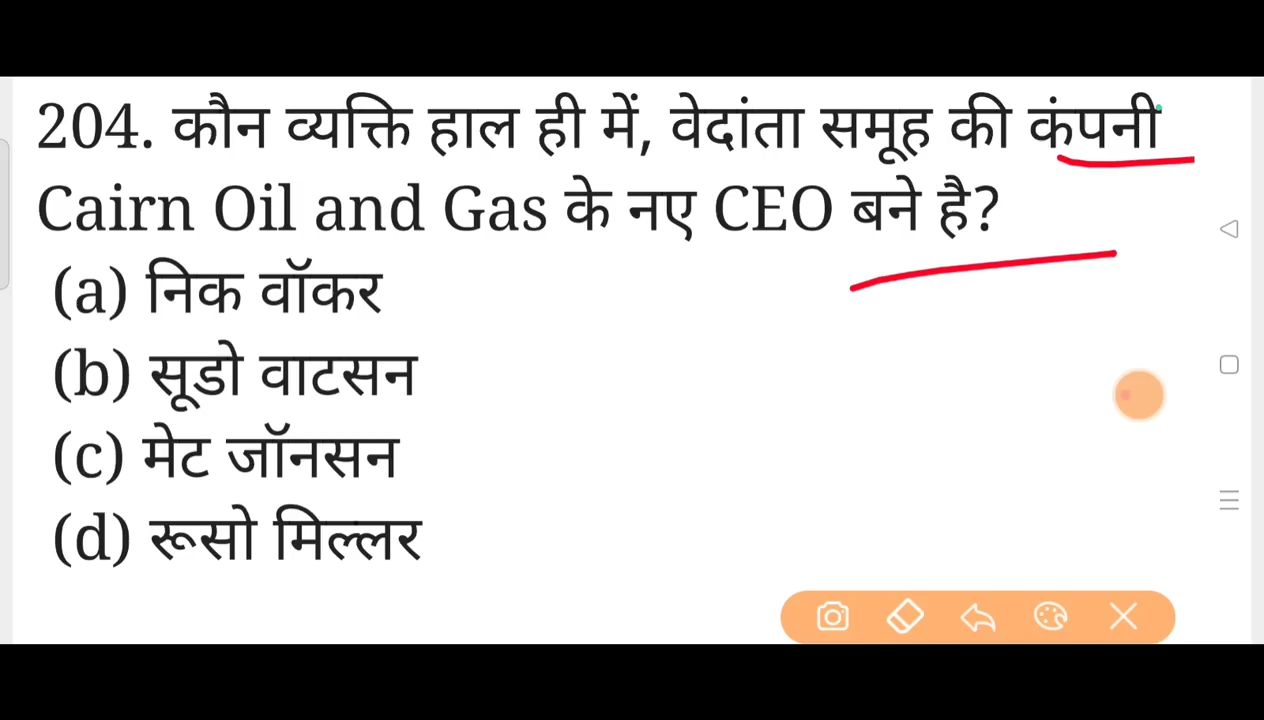 204. कौन व्यक्ति हाल ही में, वेदांता समूह की कंपनी
Cairn Oil and Gas के नए CEO बने है?
(a) निक वॉकर
(b) सूडो वाटसन
(c) मेट जॉनसन
(d) रूसो मिल्लर